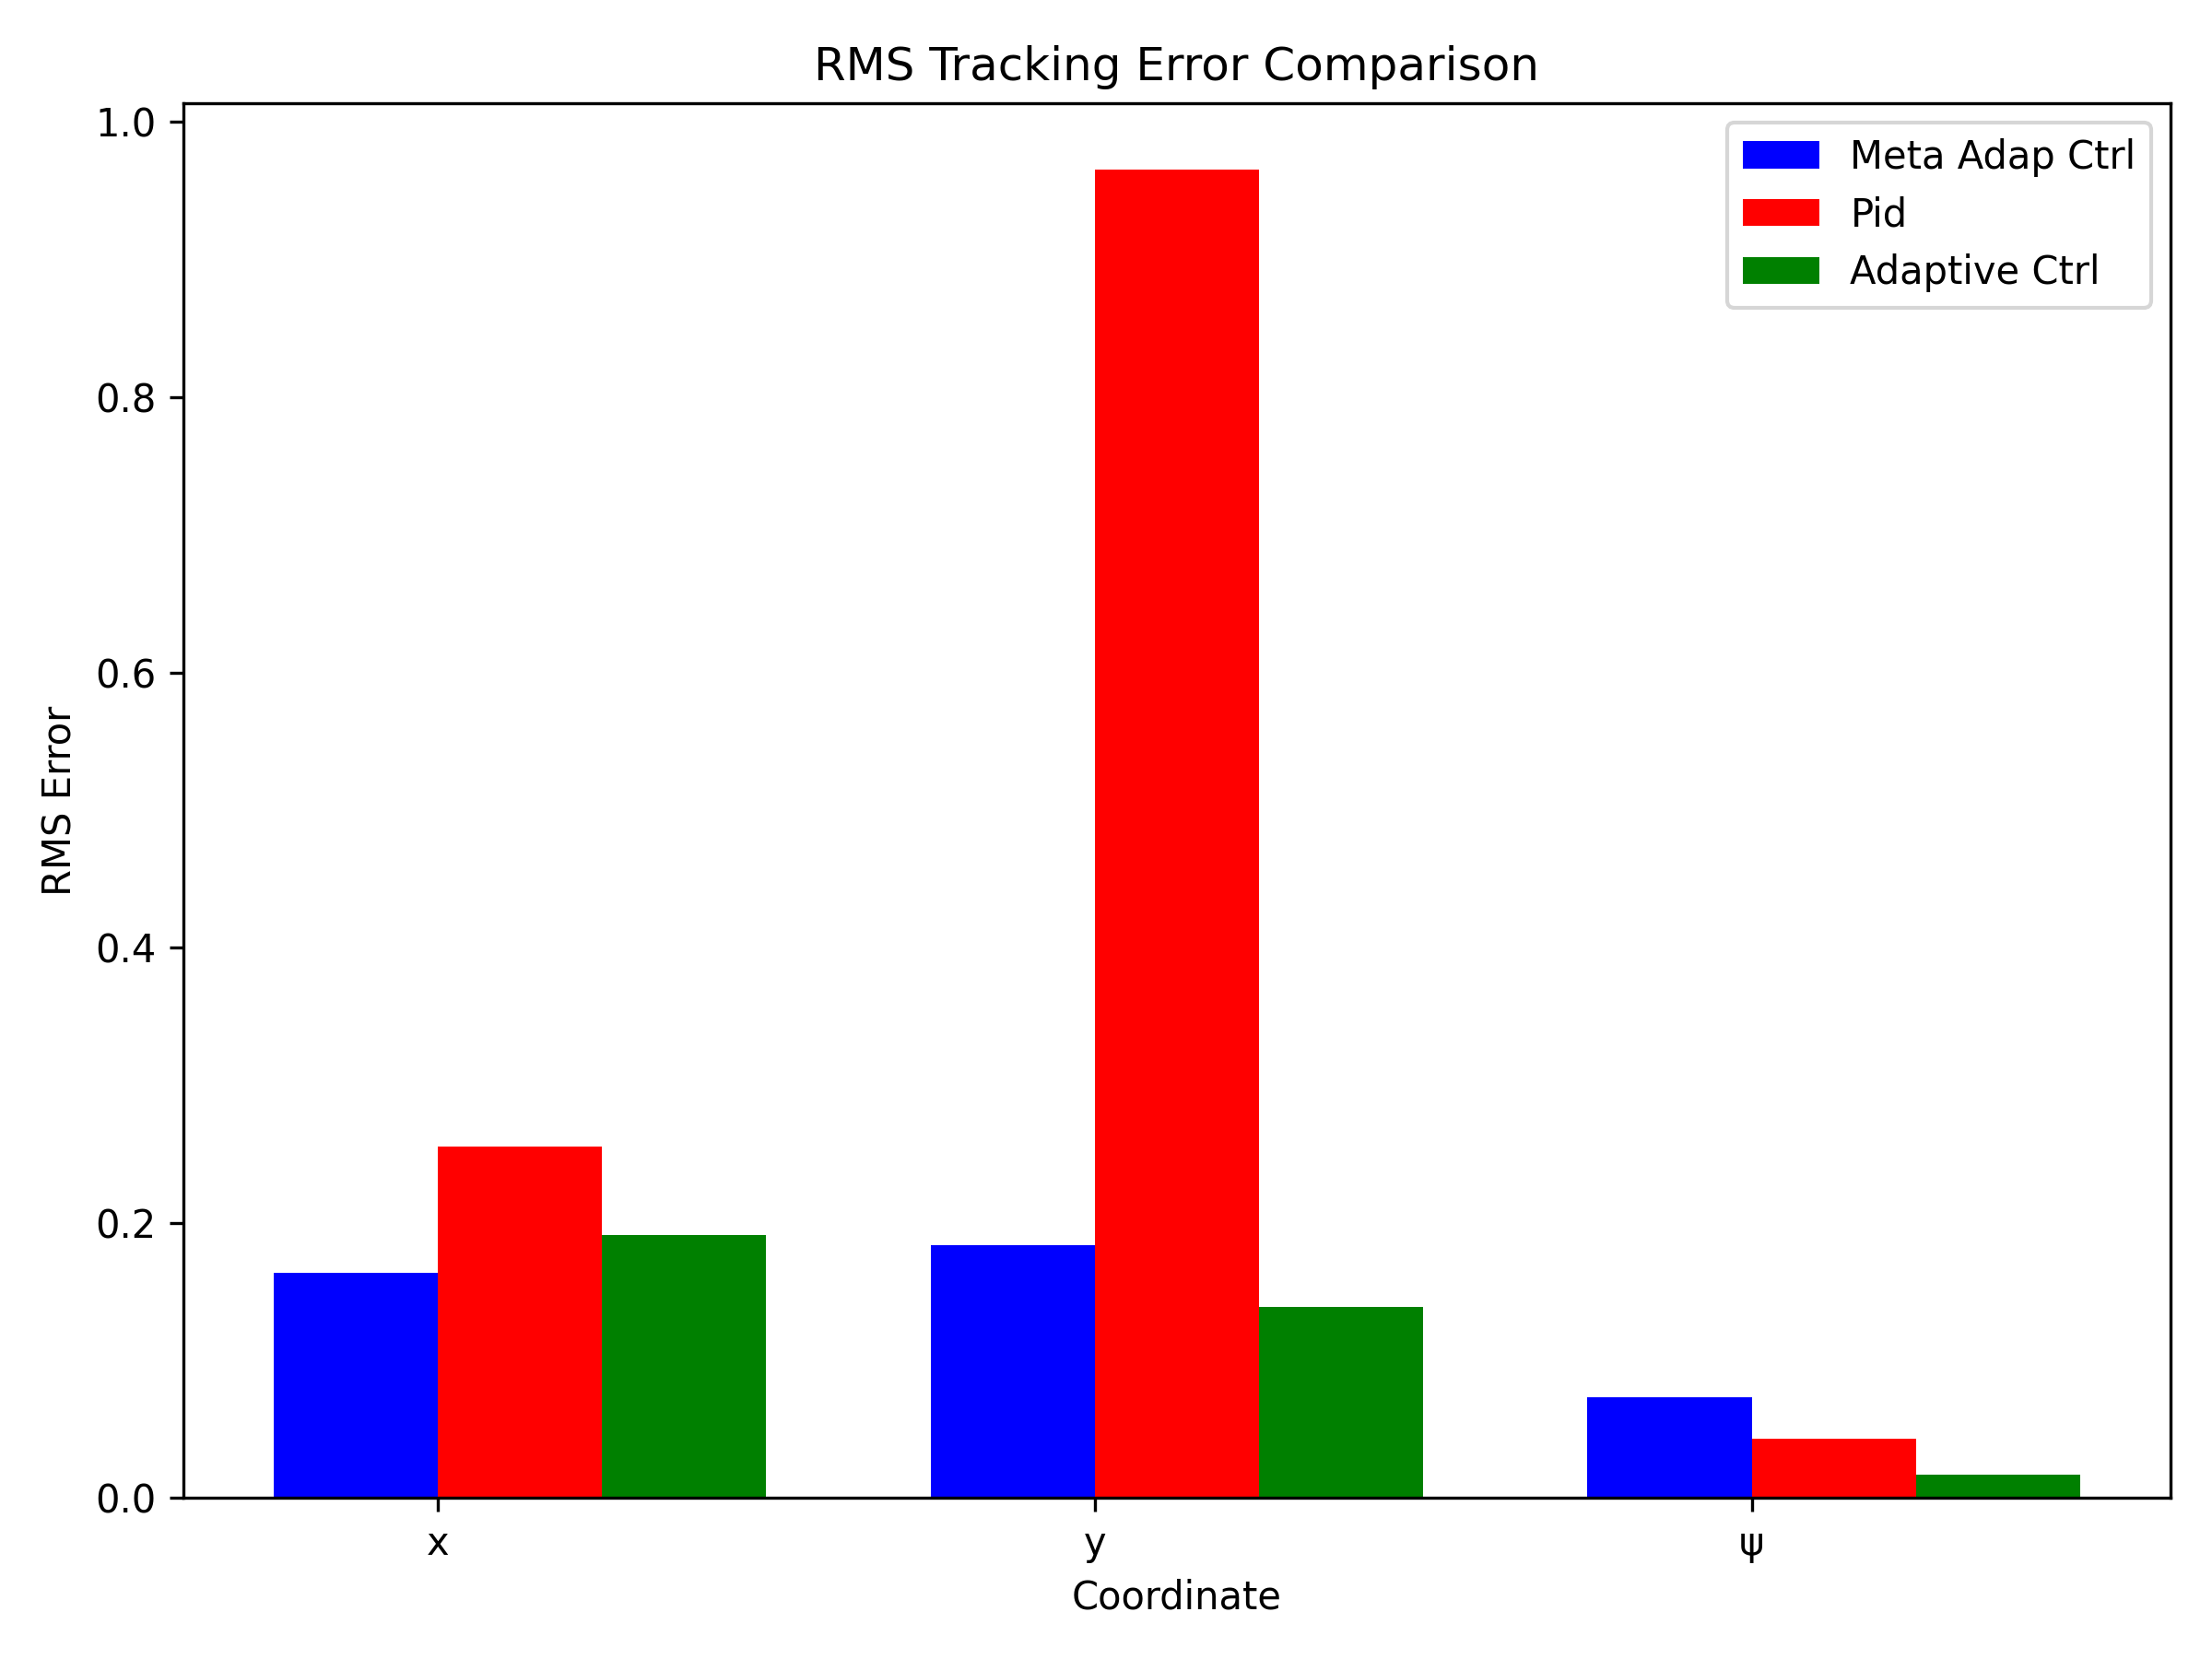 RMS Tracking Error Comparison
Meta Adap Ctrl
Pid
Adaptive Ctrl
1.0
0.8
0.6
0.4
0.2
0.0
RMS Error
x
y
ψ
Coordinate